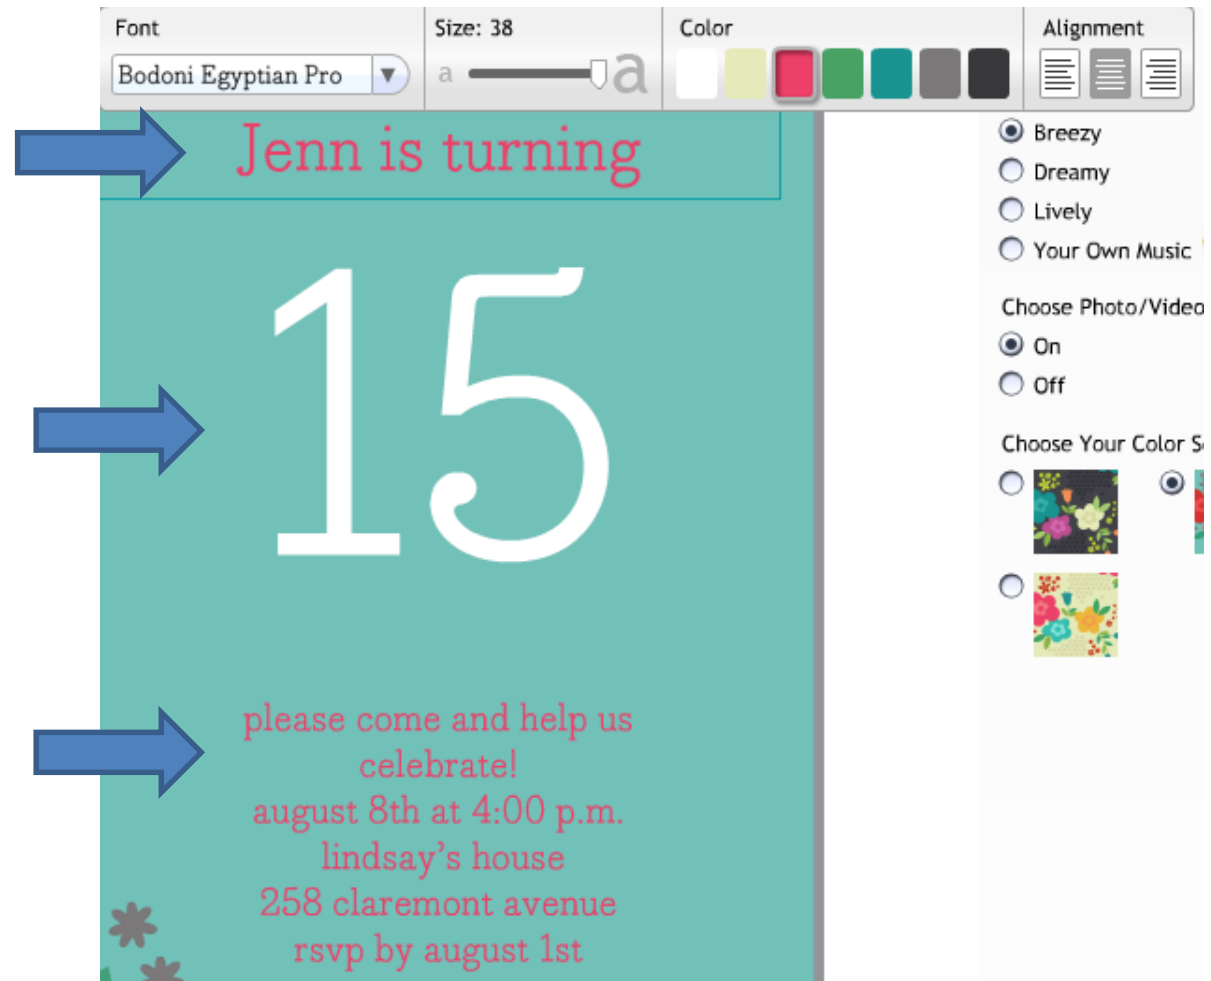 Font
Size: 38
Color
Alignment
Bodoni Egyptian Pro
a a
Jenn is turning
15
please come and help us
celebrate!
august 8th at 4:00 p.m.
lindsay's house
258 claremont avenue
rsvp by august 1st
Breezy
Dreamy
Lively
Your Own Music
Choose Photo/Video
On
Off
Choose Your Color